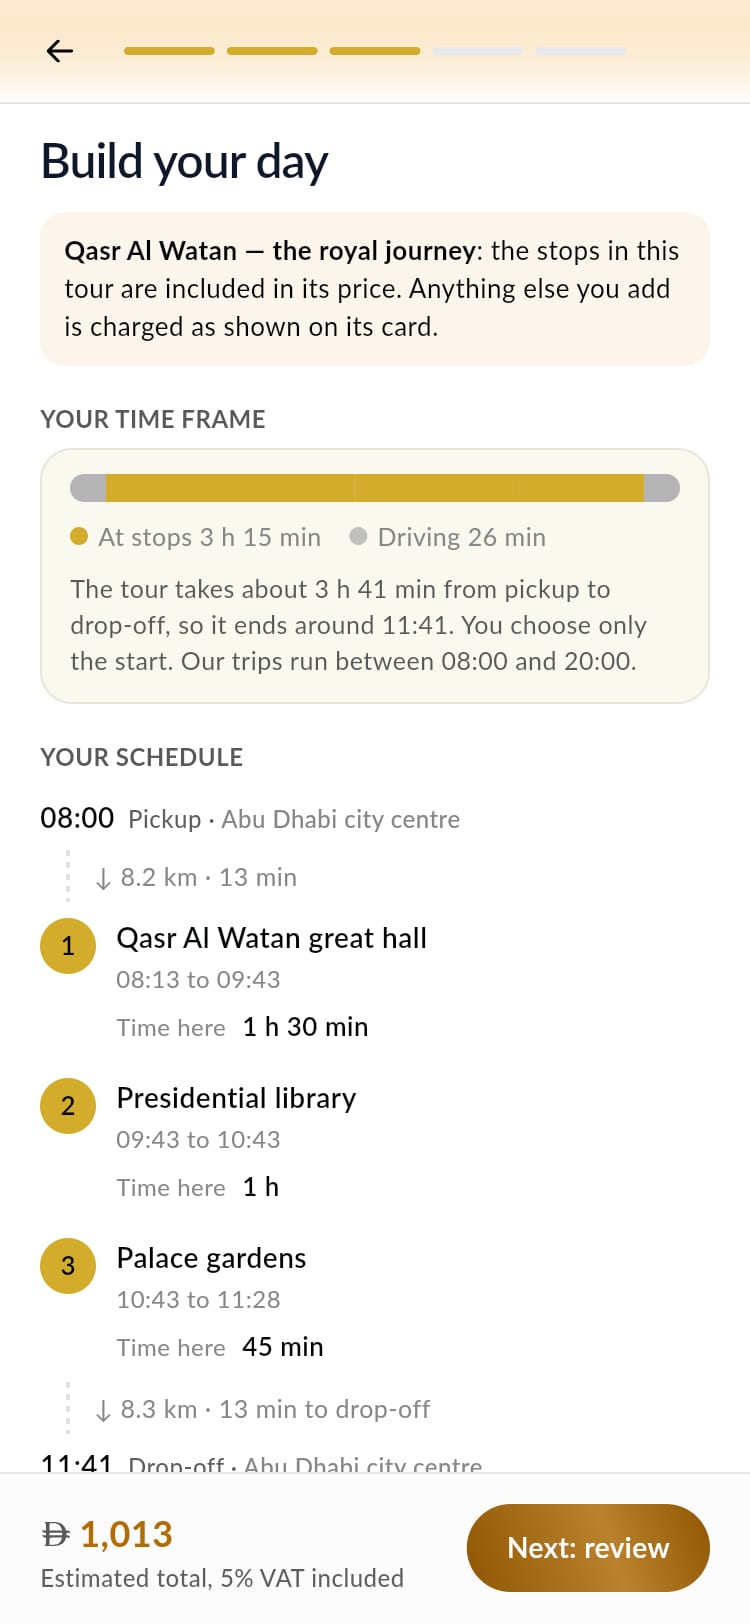 Build your day
Qasr Al Watan — the royal journey: the stops in this
tour are included in its price. Anything else you add
is charged as shown on its card.
YOUR TIME FRAME
At stops 3 h 15 min
Driving 26 min
The tour takes about 3 h 41 min from pickup to
drop-off, so it ends around 11:41. You choose only
the start. Our trips run between 08:00 and 20:00.
YOUR SCHEDULE
08:00 Pickup · Abu Dhabi city centre
↓ 8.2 km · 13 min
1 Qasr Al Watan great hall
08:13 to 09:43
Time here 1 h 30 min
2 Presidential library
09:43 to 10:43
Time here 1 h
3 Palace gardens
10:43 to 11:28
Time here 45 min
↓ 8.3 km · 13 min to drop-off
11:41 Drop-off · Abu Dhabi city centre
1,013
Estimated total, 5% VAT included
Next: review